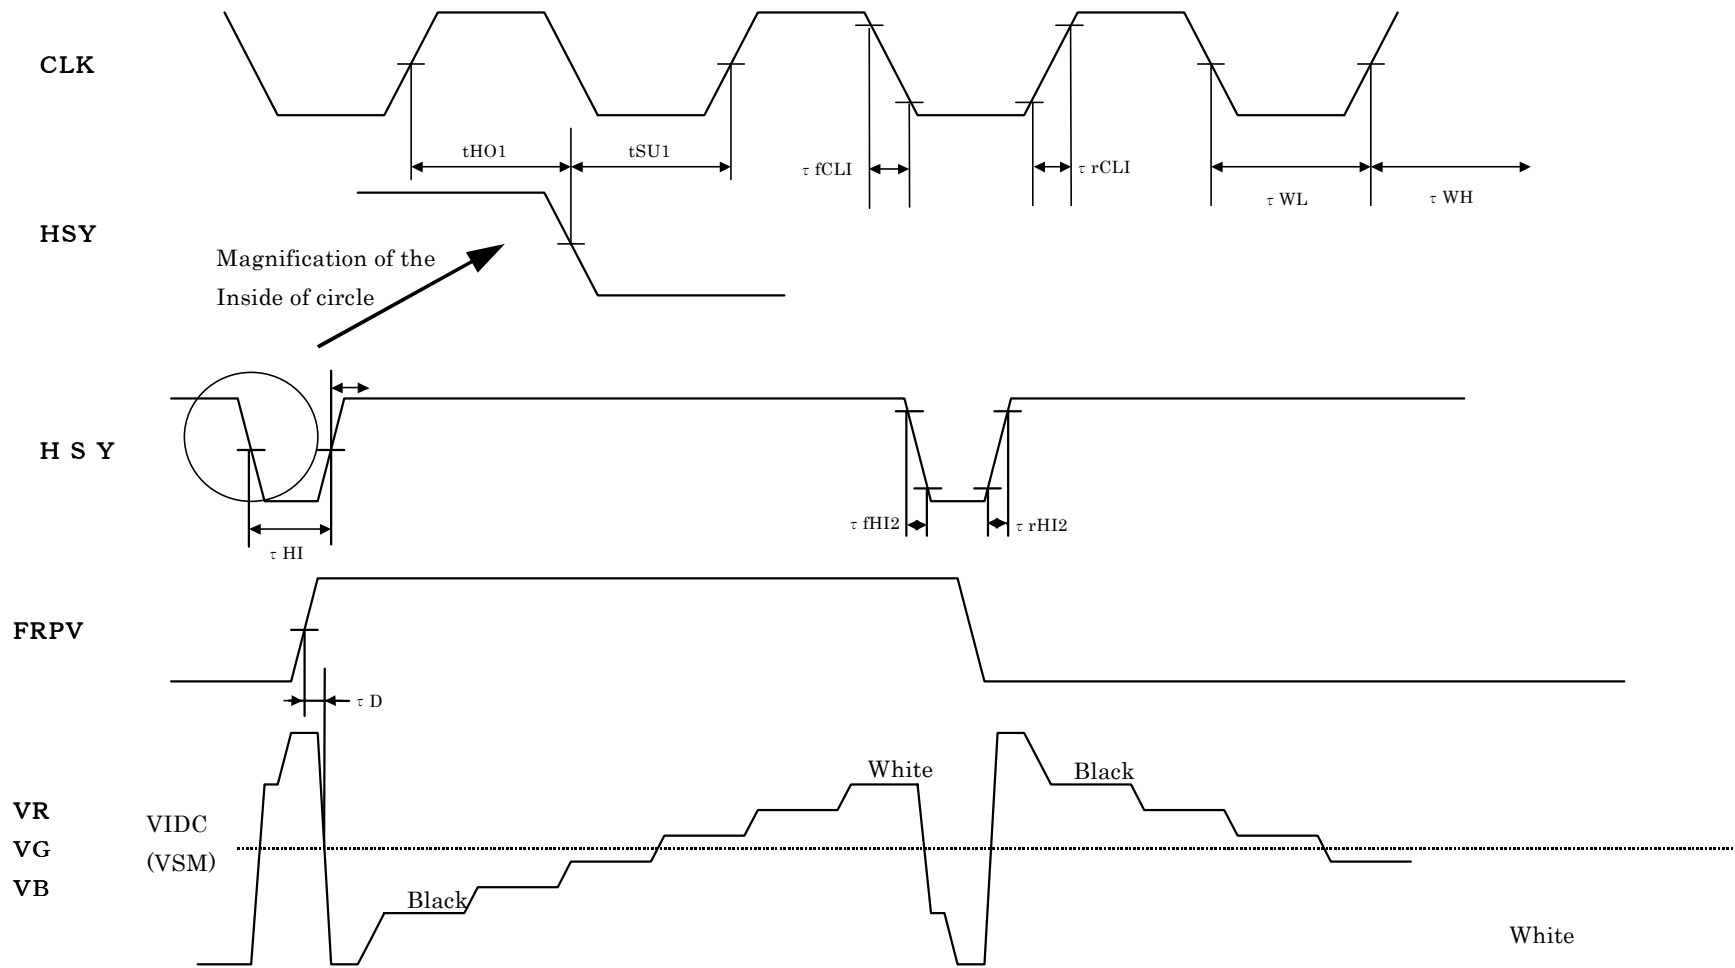 CLK
tHO1
tSU1
τ fCLI
τ rCLI
τ WL
τ WH
HSY
Magnification of the
Inside of circle
H S Y
τ HI
τ fHI2
τ rHI2
FRPV
τ D
White
Black
VR
VIDC
VG
(VSM)
VB
Black
White